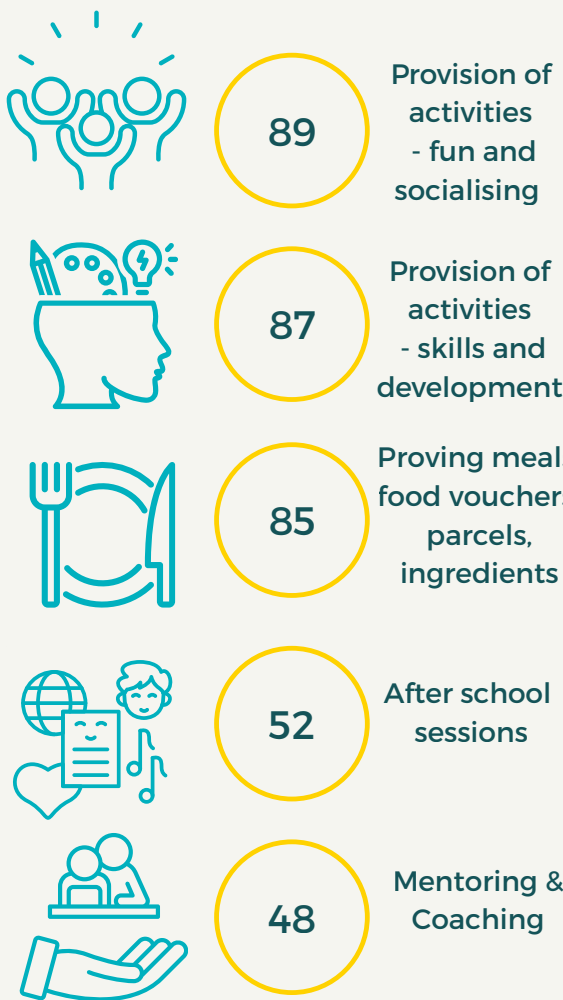 89
Provision of
activities
- fun and
socialising
87
Provision of
activities
- skills and
development
85
Proving meal
food voucher
parcels,
ingredients
52
After school
sessions
48
Mentoring &
Coaching